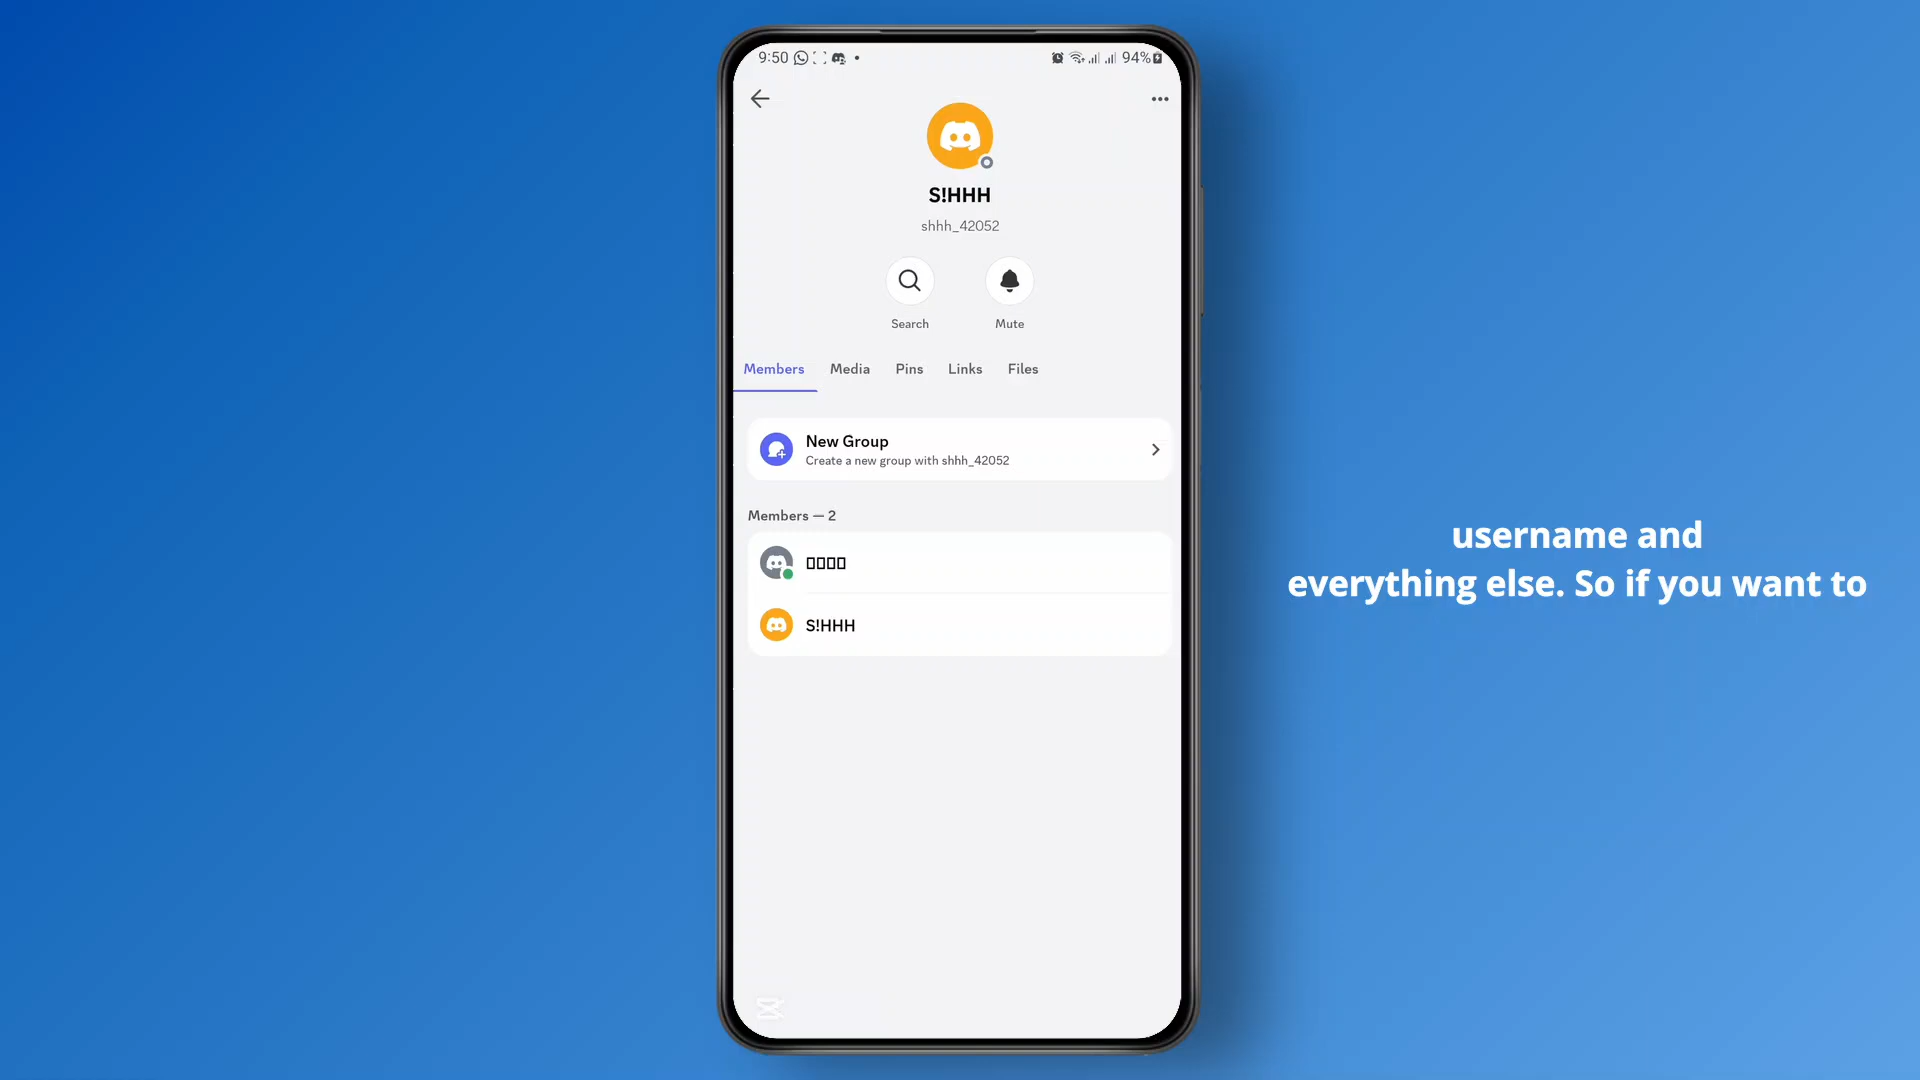 9:50
94%
S!HHH
shhh_42052
Search
Mute
Members
Media
Pins
Links
Files
New Group
Create a new group with shhh_42052
Members — 2
▯▯▯▯
S!HHH
username and
everything else. So if you want to